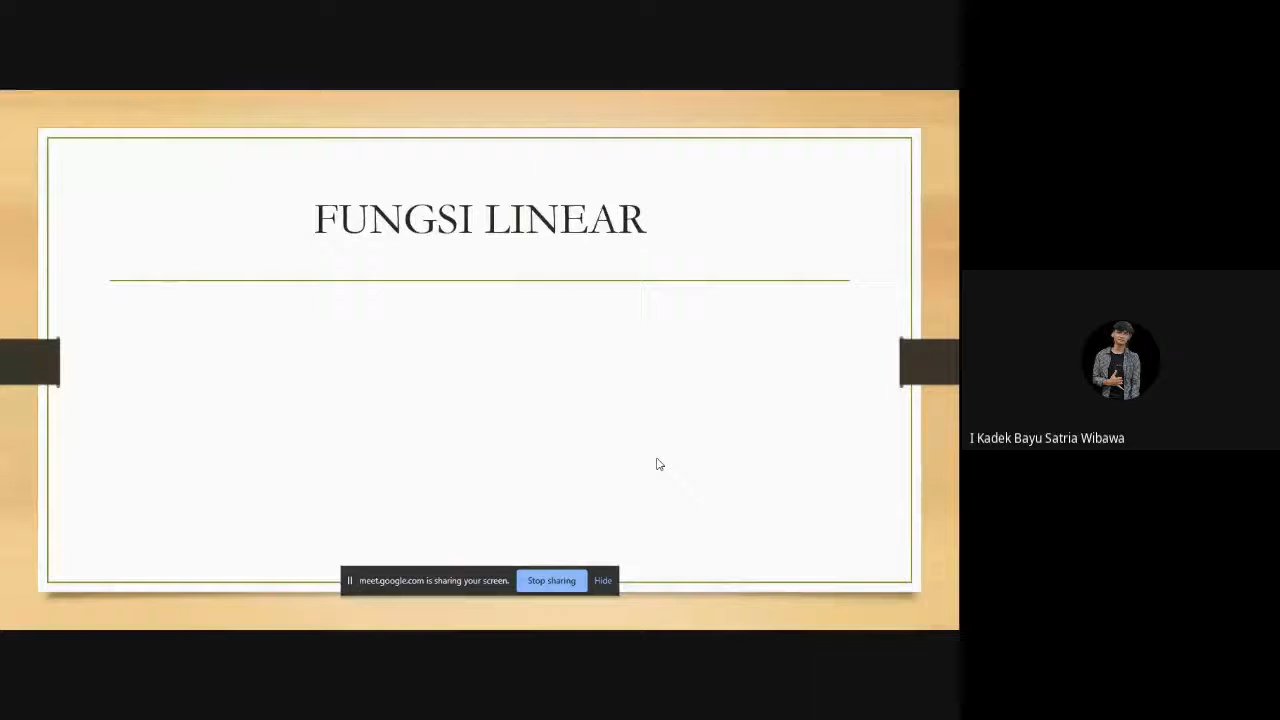 FUNGSI LINEAR
I Kadek Bayu Satria Wibawa
meet.google.com is sharing your screen. Stop sharing Hide